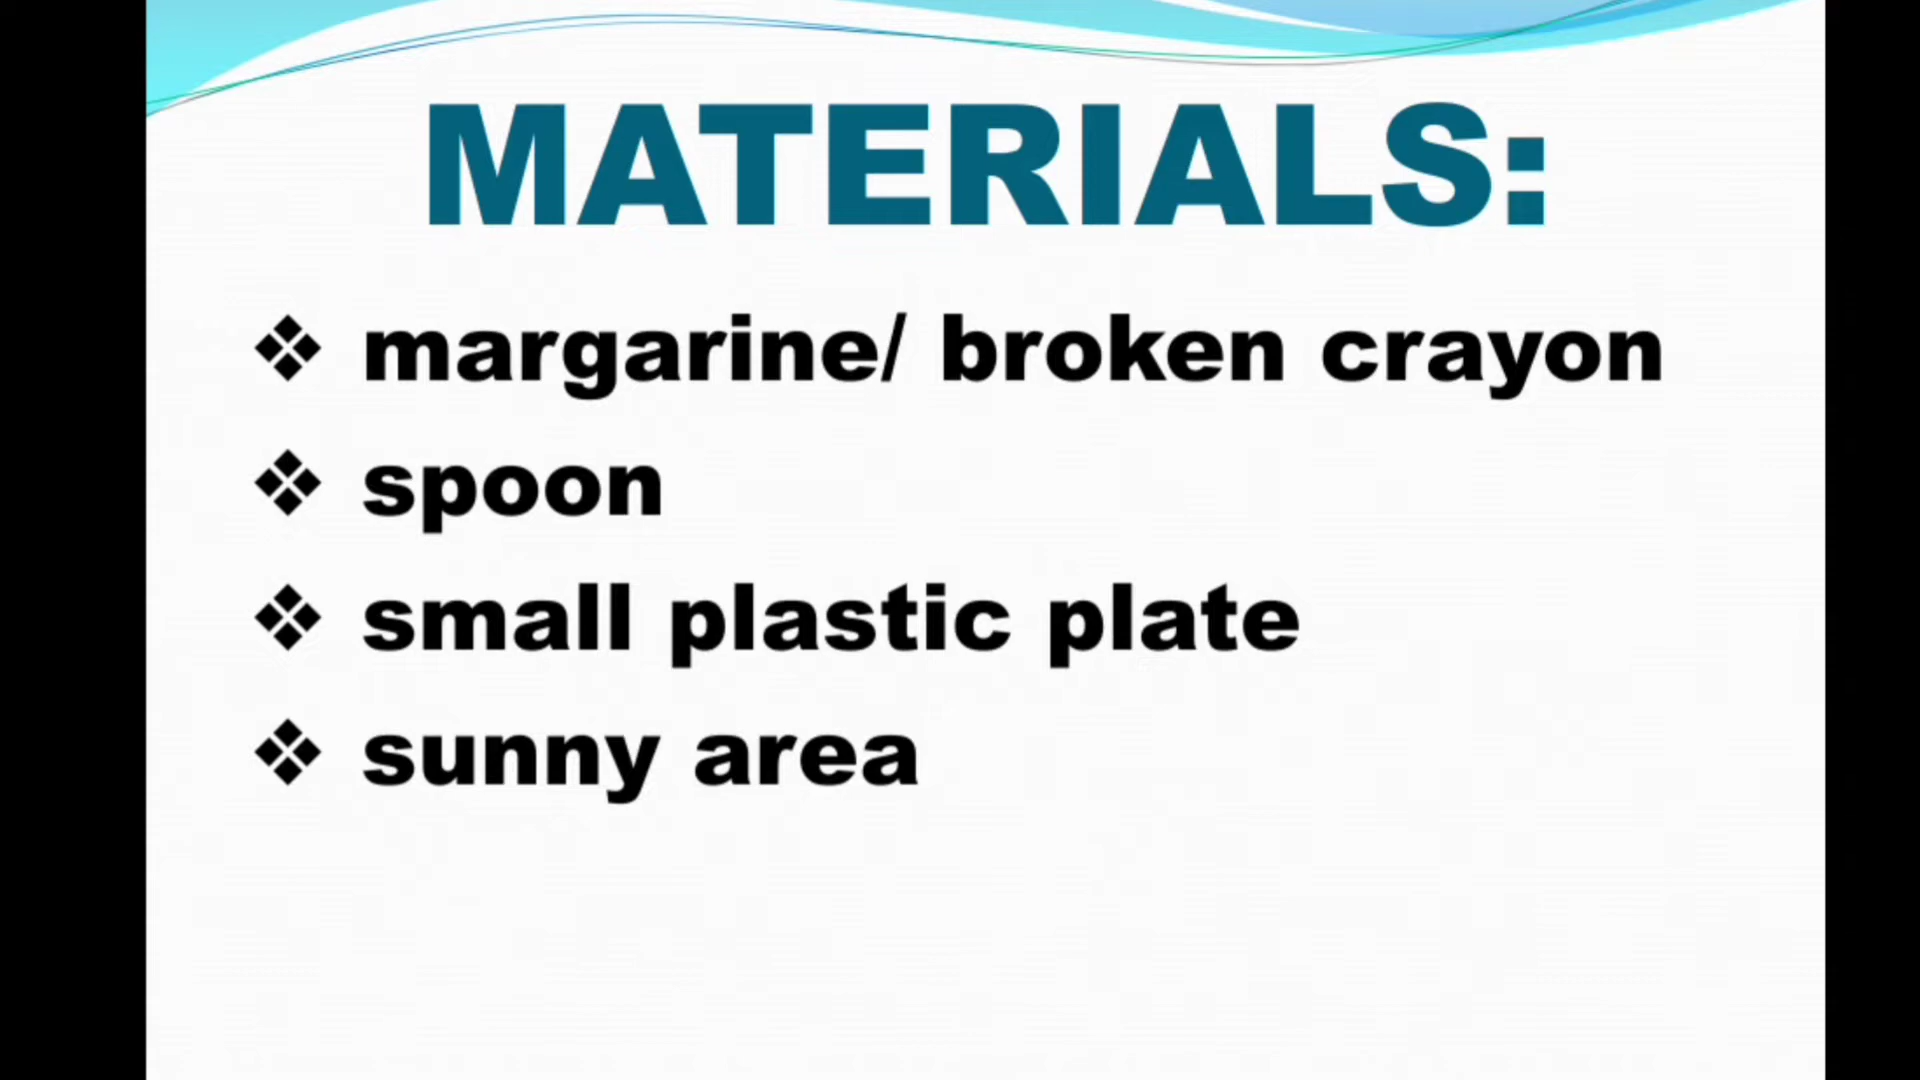 MATERIALS:
❖ margarine/ broken crayon
❖ spoon
❖ small plastic plate
❖ sunny area